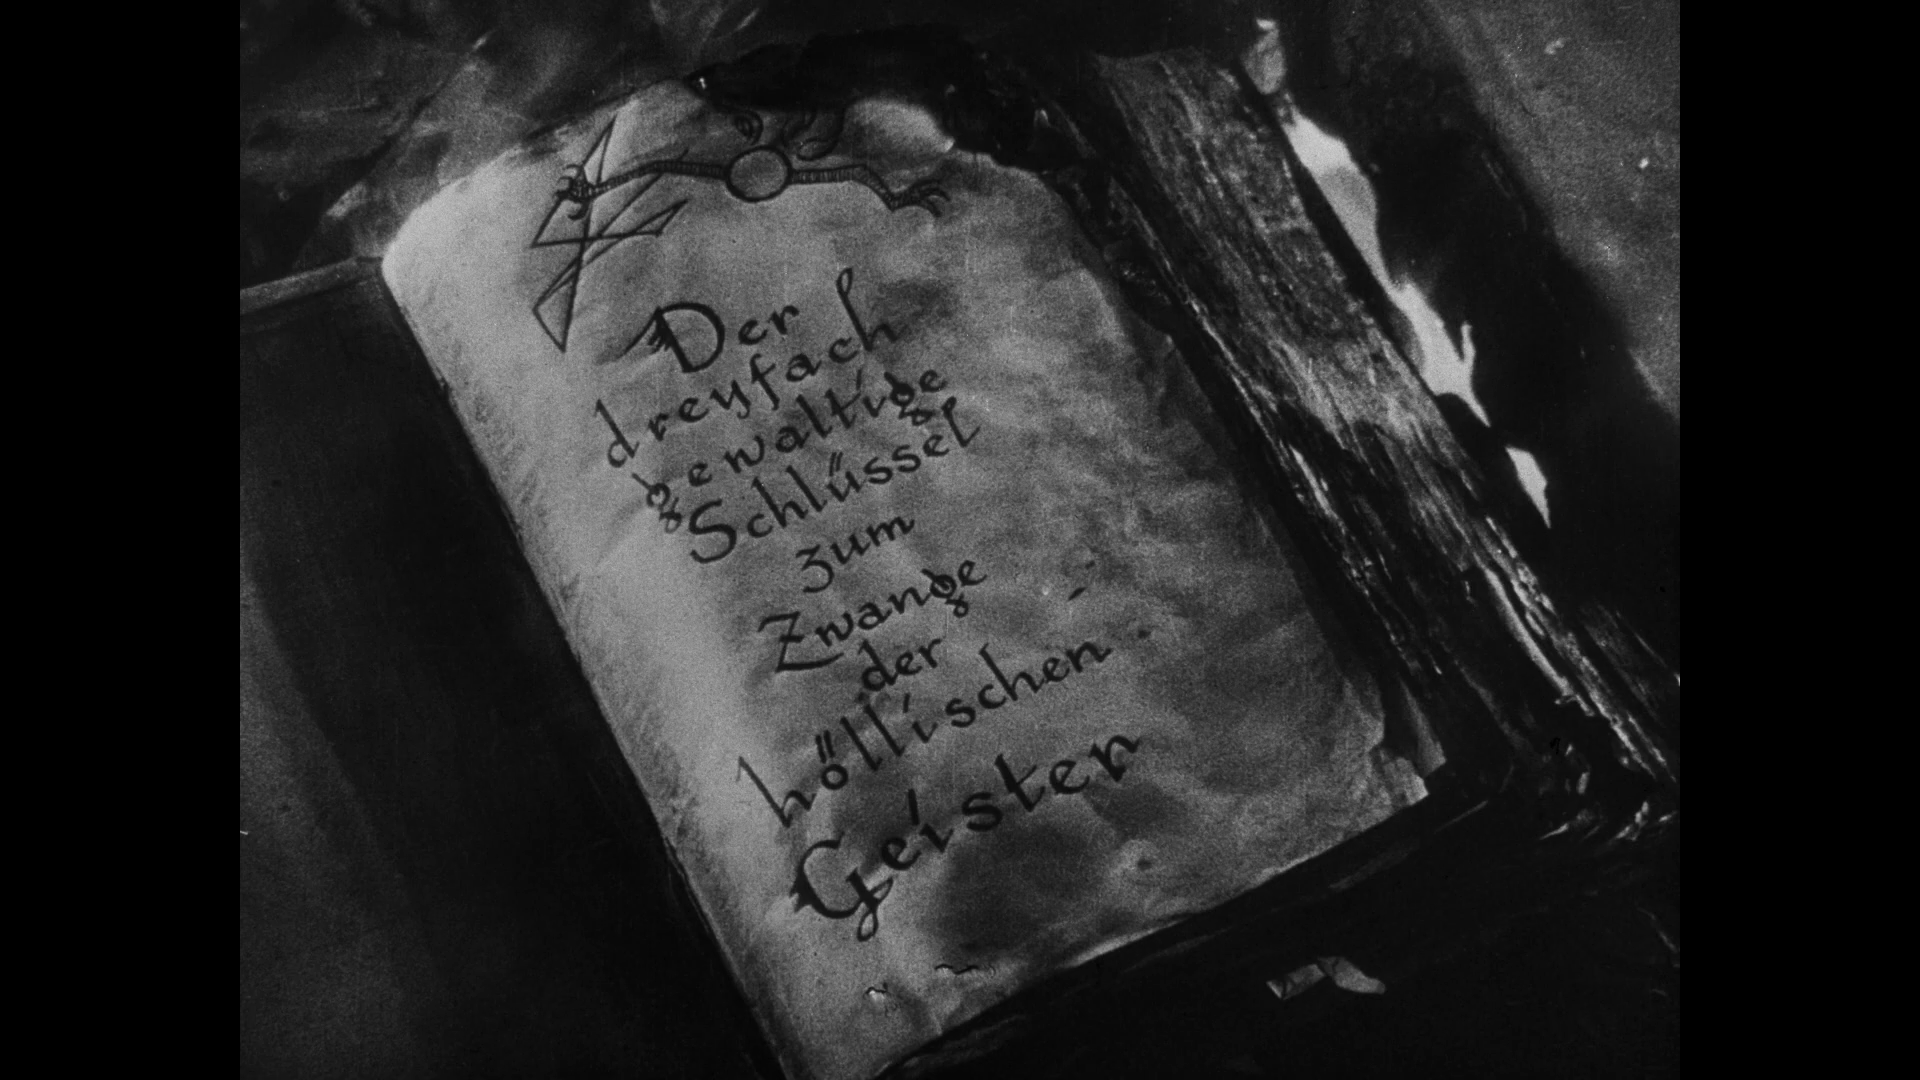 Der
dreyfach
gewaltige
Schlüssel
zum
Zwange
der
höllischen
Geister